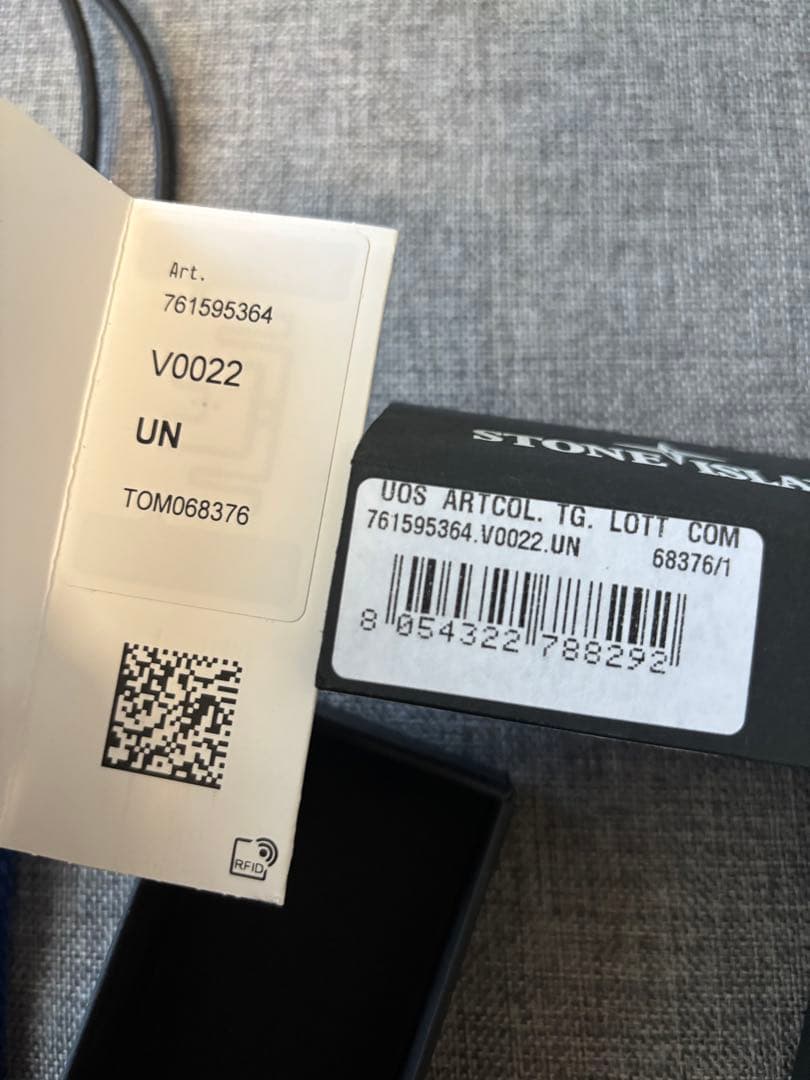 Art.
761595364
V0022
UN
TOM068376
RFID
STONE ISLA
UOS ARTCOL. TG. LOTT COM
761595364.V0022.UN 68376/1
8 054322 788292